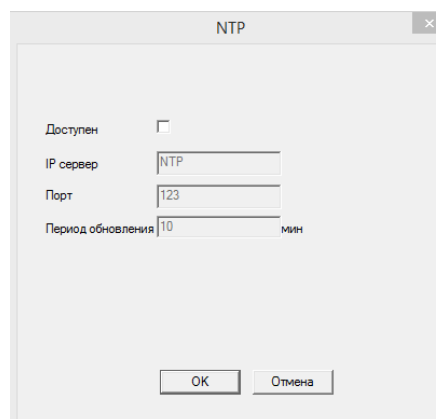 NTP
Доступен
IP сервер NTP
Порт 123
Период обновления 10 мин
OK Отмена